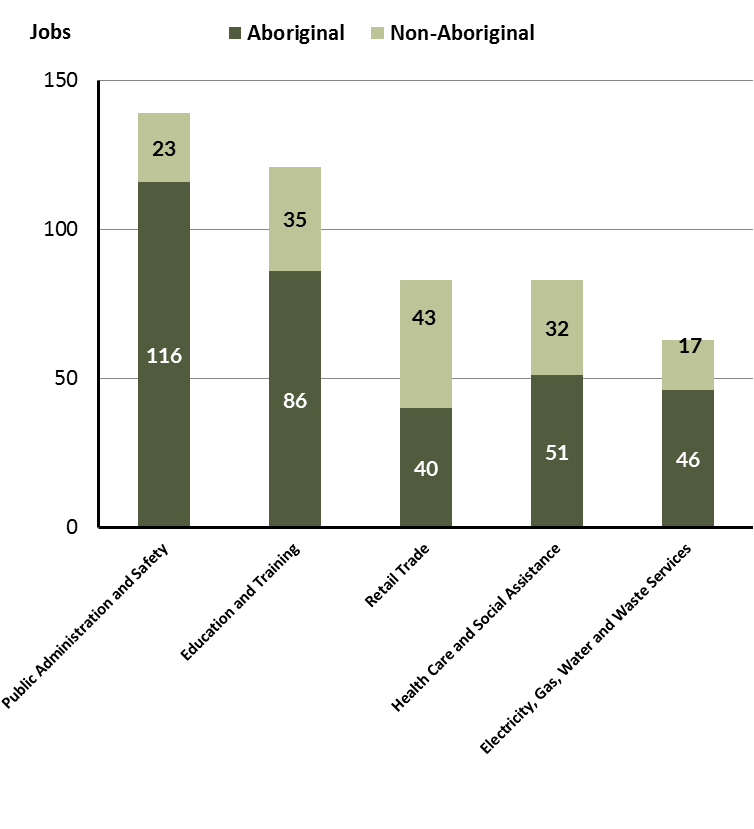 Jobs
Aboriginal Non-Aboriginal
150
100
50
0
23
35
43
32
17
116
86
40
51
46
Public Administration and Safety
Education and Training
Retail Trade
Health Care and Social Assistance
Electricity, Gas, Water and Waste Services